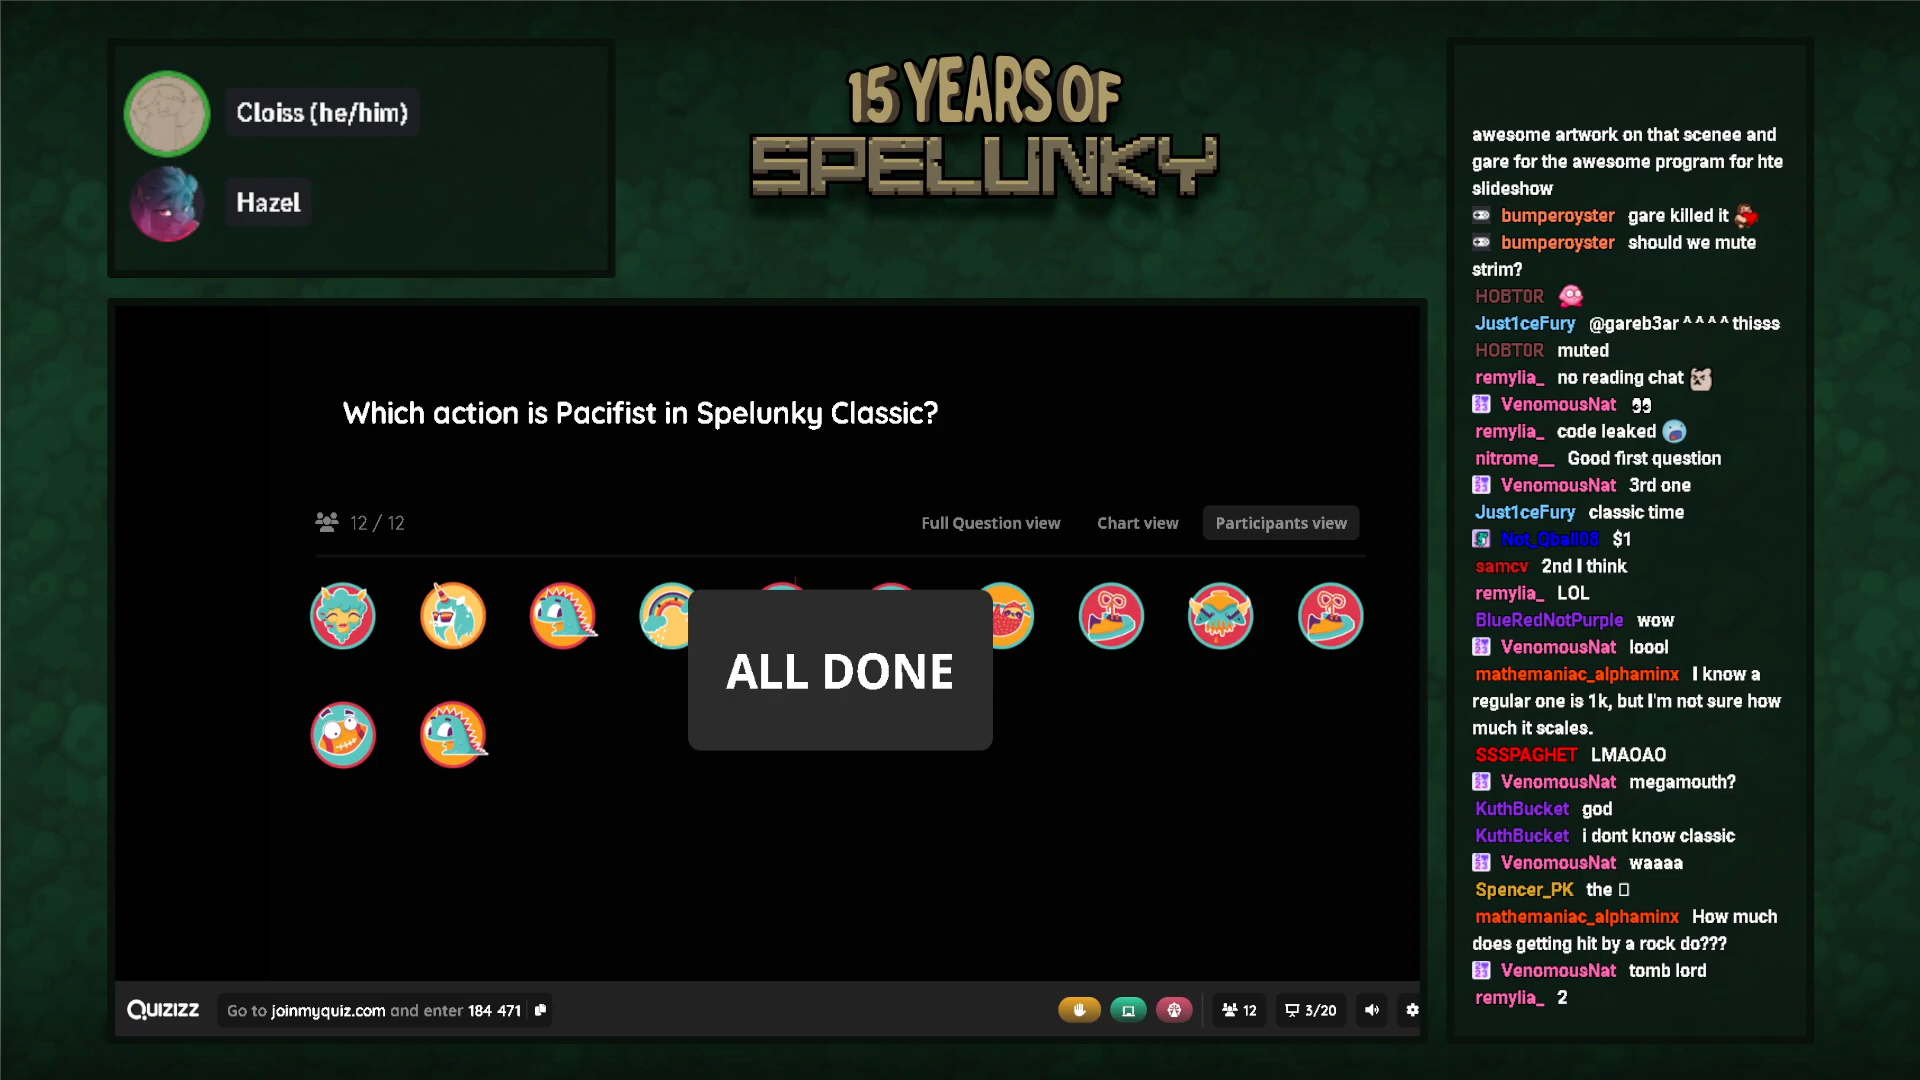 Cloiss (he/him)
Hazel
15 YEARS OF
SPELUNKY
Which action is Pacifist in Spelunky Classic?
12 / 12
Full Question view
Chart view
Participants view
ALL DONE
QUIZIZZ
Go to joinmyquiz.com and enter 184 471
12
3/20
awesome artwork on that scenee and
gare for the awesome program for hte
slideshow
bumperoyster gare killed it
bumperoyster should we mute
strim?
HOBT0R
Just1ceFury @gareb3ar ^ ^ ^ ^ thisss
HOBT0R muted
remylia_ no reading chat
VenomousNat
remylia_ code leaked
nitrome__ Good first question
VenomousNat 3rd one
Just1ceFury classic time
Not_Qball08 $1
samcv 2nd I think
remylia_ LOL
BlueRedNotPurple wow
VenomousNat loool
mathemaniac_alphaminx I know a
regular one is 1k, but I'm not sure how
much it scales.
SSSPAGHET LMAOAO
VenomousNat megamouth?
KuthBucket god
KuthBucket i dont know classic
VenomousNat waaaa
Spencer_PK the
mathemaniac_alphaminx How much
does getting hit by a rock do???
VenomousNat tomb lord
remylia_ 2